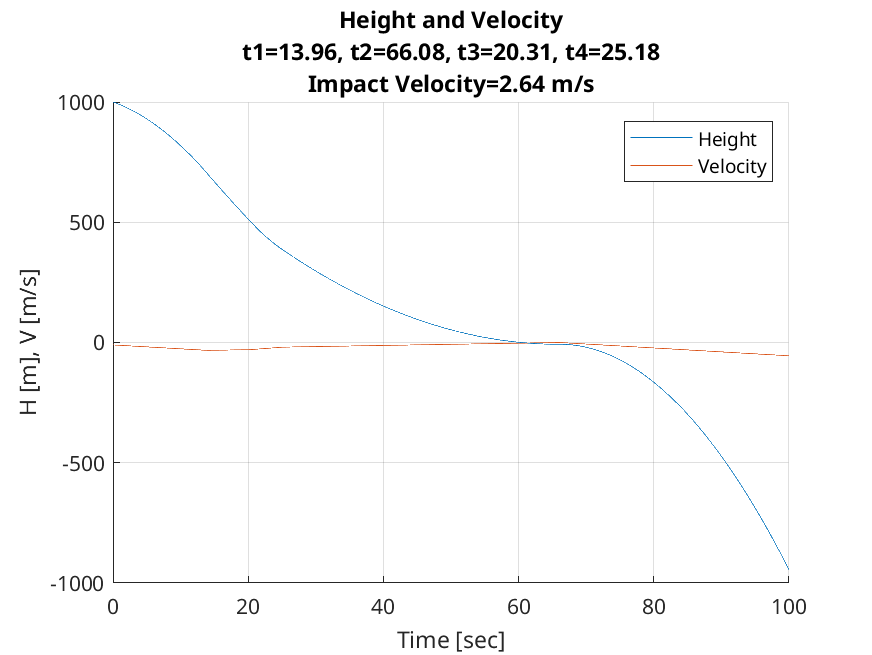 Height and Velocity
t1=13.96, t2=66.08, t3=20.31, t4=25.18
Impact Velocity=2.64 m/s
1000
500
0
-500
-1000
H [m], V [m/s]
Height
Velocity
0 20 40 60 80 100
Time [sec]